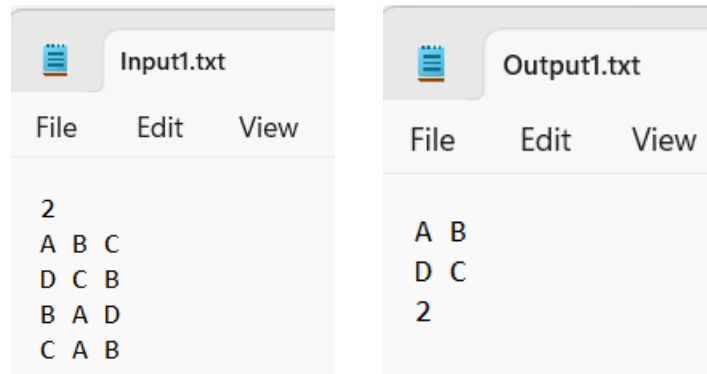 Input1.txt
File Edit View
2
A B C
D C B
B A D
C A B
Output1.txt
File Edit View
A B
D C
2